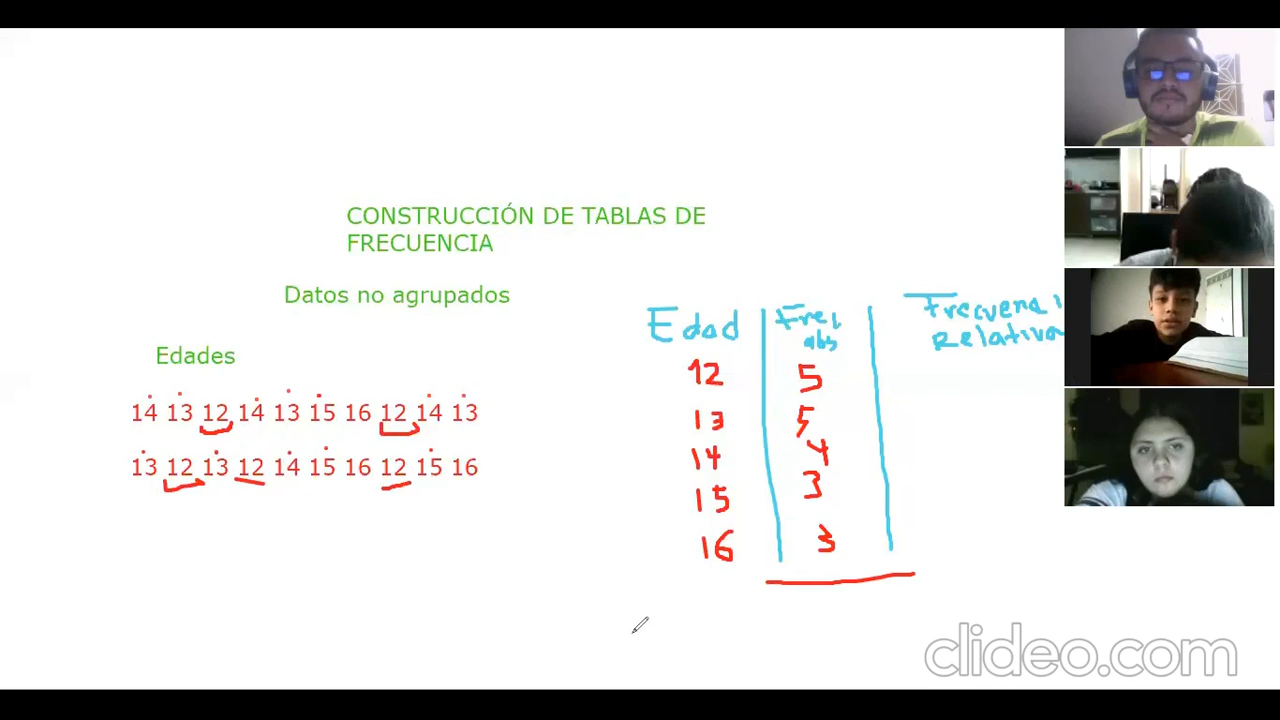 CONSTRUCCIÓN DE TABLAS DE
FRECUENCIA
Datos no agrupados
Edades
14 13 12 14 13 15 16 12 14 13
13 12 13 12 14 15 16 12 15 16
Edad
abs
Relativa
12 5
13 5
14 4
15 3
16 3
clideo.com